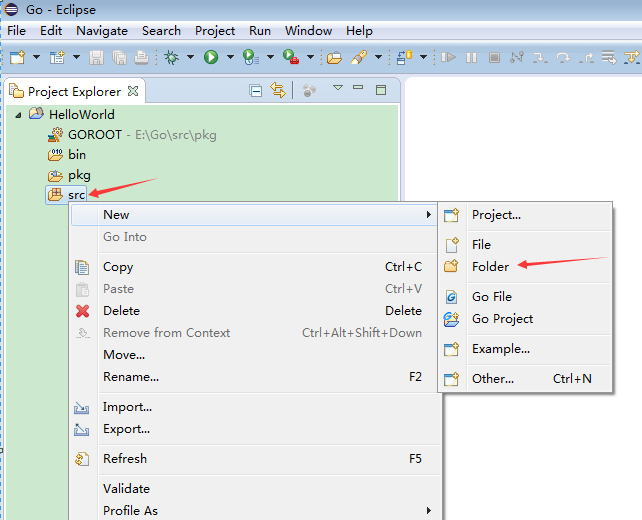 Go - Eclipse
File Edit Navigate Search Project Run Window Help
Project Explorer
HelloWorld
GOROOT - E:\Go\src\pkg
bin
pkg
src
New
Go Into
Copy Ctrl+C
Paste Ctrl+V
Delete Delete
Remove from Context Ctrl+Alt+Shift+Down
Move...
Rename... F2
Import...
Export...
Refresh F5
Validate
Profile As
Project...
File
Folder
Go File
Go Project
Example...
Other... Ctrl+N